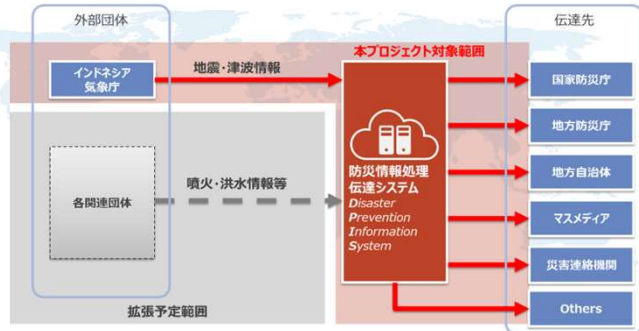 外部団体
伝達先
本プロジェクト対象範囲
インドネシア
気象庁
地震・津波情報
国家防災庁
地方防災庁
防災情報処理
伝達システム
Disaster
Prevention
Information
System
地方自治体
各関連団体
噴火・洪水情報等
マスメディア
災害連絡機関
Others
拡張予定範囲